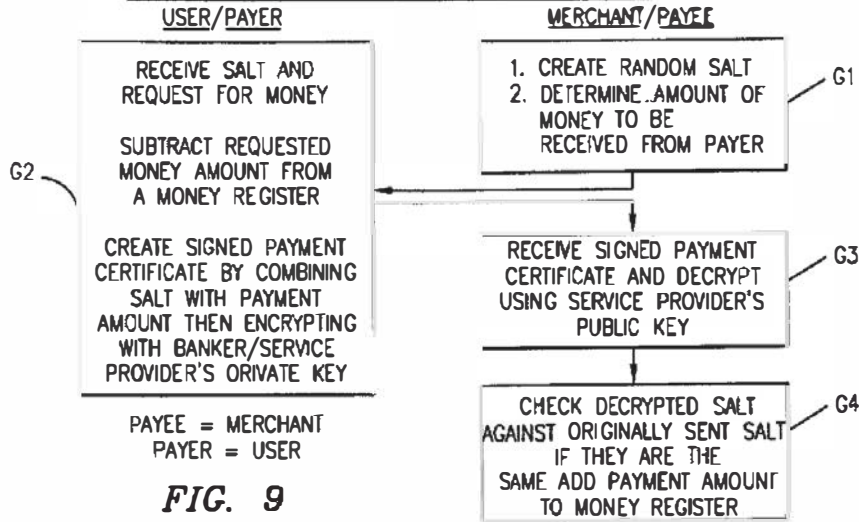 USER/PAYER
MERCHANT/PAYEE
RECEIVE SALT AND
REQUEST FOR MONEY
SUBTRACT REQUESTED
MONEY AMOUNT FROM
A MONEY REGISTER
CREATE SIGNED PAYMENT
CERTIFICATE BY COMBINING
SALT WITH PAYMENT
AMOUNT THEN ENCRYPTING
WITH BANKER/SERVICE
PROVIDER'S ORIVATE KEY
G2
PAYEE = MERCHANT
PAYER = USER
FIG. 9
1. CREATE RANDOM SALT
2. DETERMINE AMOUNT OF
MONEY TO BE
RECEIVED FROM PAYER
G1
RECEIVE SIGNED PAYMENT
CERTIFICATE AND DECRYPT
USING SERVICE PROVIDER'S
PUBLIC KEY
G3
CHECK DECRYPTED SALT
AGAINST ORIGINALLY SENT SALT
IF THEY ARE THE
SAME ADD PAYMENT AMOUNT
TO MONEY REGISTER
G4